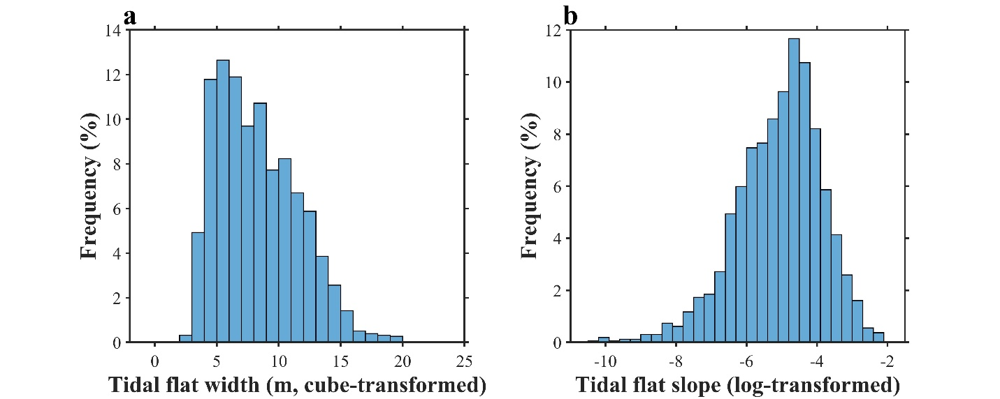 a
14
12
10
8
6
4
2
0
Frequency (%)
0 5 10 15 20 25
Tidal flat width (m, cube-transformed)
b
12
10
8
6
4
2
0
Frequency (%)
-10 -8 -6 -4 -2
Tidal flat slope (log-transformed)